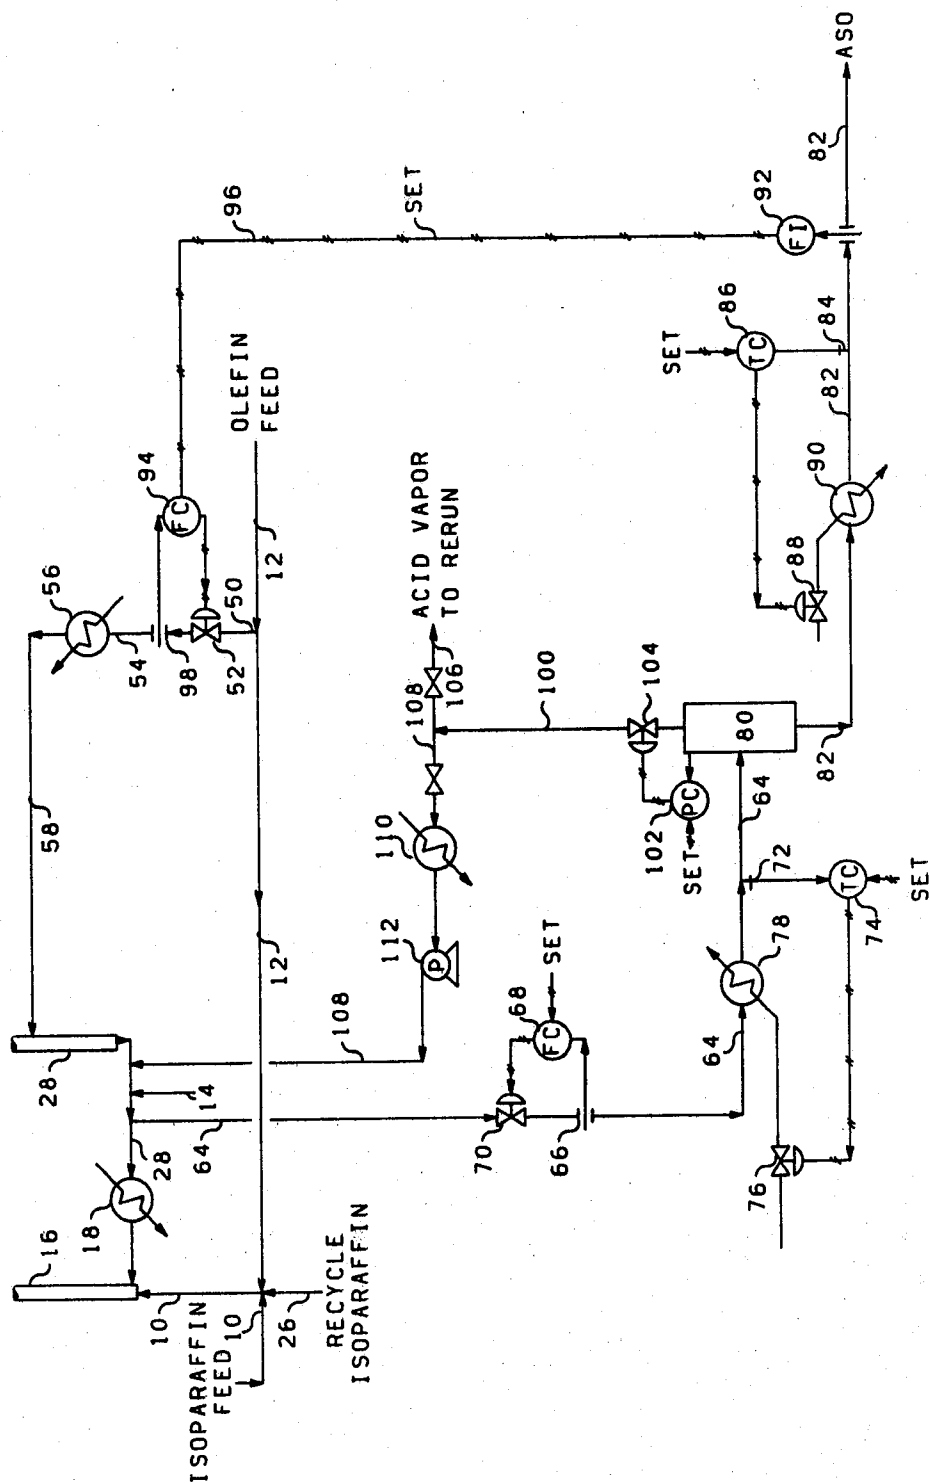 ASO
82
92
FI
96
SET
SET
86
TC
84
82
90
88
82
80
OLEFIN
FEED
12
94
FC
56
54
98
52
50
58
ACID VAPOR
TO RERUN
106
108
100
104
102
PC
SET
110
112
P
64
72
TC
74
SET
78
64
76
12
108
28
14
28
64
68
FC
SET
70
66
16
18
10
ISOPARAFFIN
FEED
10
26
RECYCLE
ISOPARAFFIN